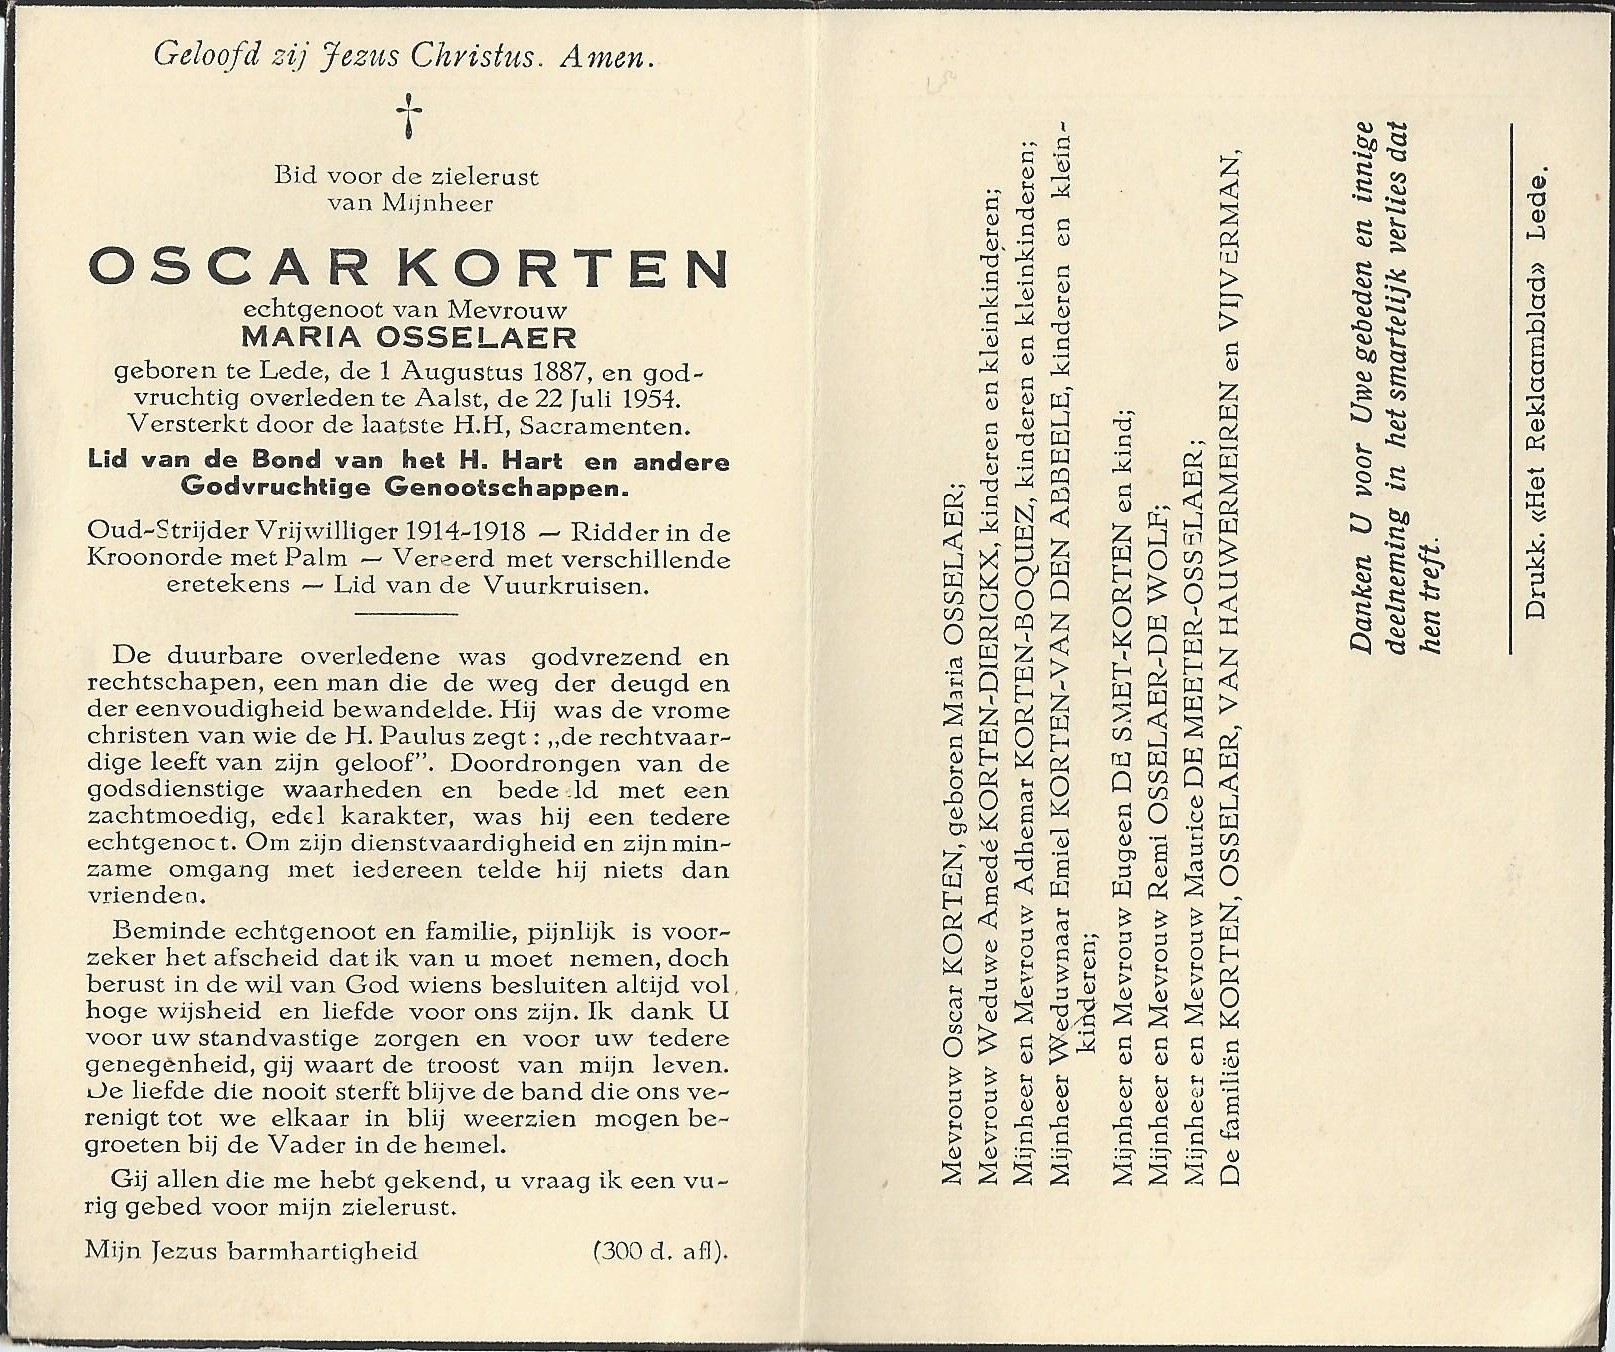 Geloofd zij Jezus Christus. Amen.
Bid voor de zielerust
van Mijnheer
OSCAR KORTEN
echtgenoot van Mevrouw
MARIA OSSELAER
geboren te Lede, de 1 Augustus 1887, en god-
vruchtig overleden te Aalst, de 22 Juli 1954.
Versterkt door de laatste H.H, Sacramenten.
Lid van de Bond van het H. Hart en andere
Godvruchtige Genootschappen.
Oud-Strijder Vrijwilliger 1914-1918 — Ridder in de
Kroonorde met Palm — Vereerd met verschillende
eretekens — Lid van de Vuurkruisen.
De duurbare overledene was godvrezend en
rechtschapen, een man die de weg der deugd en
der eenvoudigheid bewandelde. Hij was de vrome
christen van wie de H. Paulus zegt : „de rechtvaar-
dige leeft van zijn geloof”. Doordrongen van de
godsdienstige waarheden en bedeeld met een
zachtmoedig, edel karakter, was hij een tedere
echtgenoot. Om zijn dienstvaardigheid en zijn min-
zame omgang met iedereen telde hij niets dan
vrienden.
Beminde echtgenoot en familie, pijnlijk is voor-
zeker het afscheid dat ik van u moet nemen, doch
berust in de wil van God wiens besluiten altijd vol
hoge wijsheid en liefde voor ons zijn. Ik dank U
voor uw standvastige zorgen en voor uw tedere
genegenheid, gij waart de troost van mijn leven.
De liefde die nooit sterft blijve de band die ons ve-
renigt tot we elkaar in blij weerzien mogen be-
groeten bij de Vader in de hemel.
Gij allen die me hebt gekend, u vraag ik een vu-
rig gebed voor mijn zielerust.
Mijn Jezus barmhartigheid (300 d. afl).
Mevrouw Oscar KORTEN, geboren Maria OSSELAER;
Mevrouw Weduwe Amedé KORTEN-DIERICKX, kinderen en kleinkinderen;
Mijnheer en Mevrouw Adhemar KORTEN-BOQUEZ, kinderen en kleinkinderen;
Mijnheer Weduwnaar Emiel KORTEN-VAN DEN ABBEELE, kinderen en klein-
kinderen;
Mijnheer en Mevrouw Eugeen DE SMET-KORTEN en kind;
Mijnheer en Mevrouw Remi OSSELAER-DE WOLF;
Mijnheer en Mevrouw Maurice DE MEETER-OSSELAER;
De familiën KORTEN, OSSELAER, VAN HAUWERMEIREN en VIJVERMAN,
Danken U voor Uwe gebeden en innige
deelneming in het smartelijk verlies dat
hen treft.
Drukk. «Het Reklaamblad» Lede.